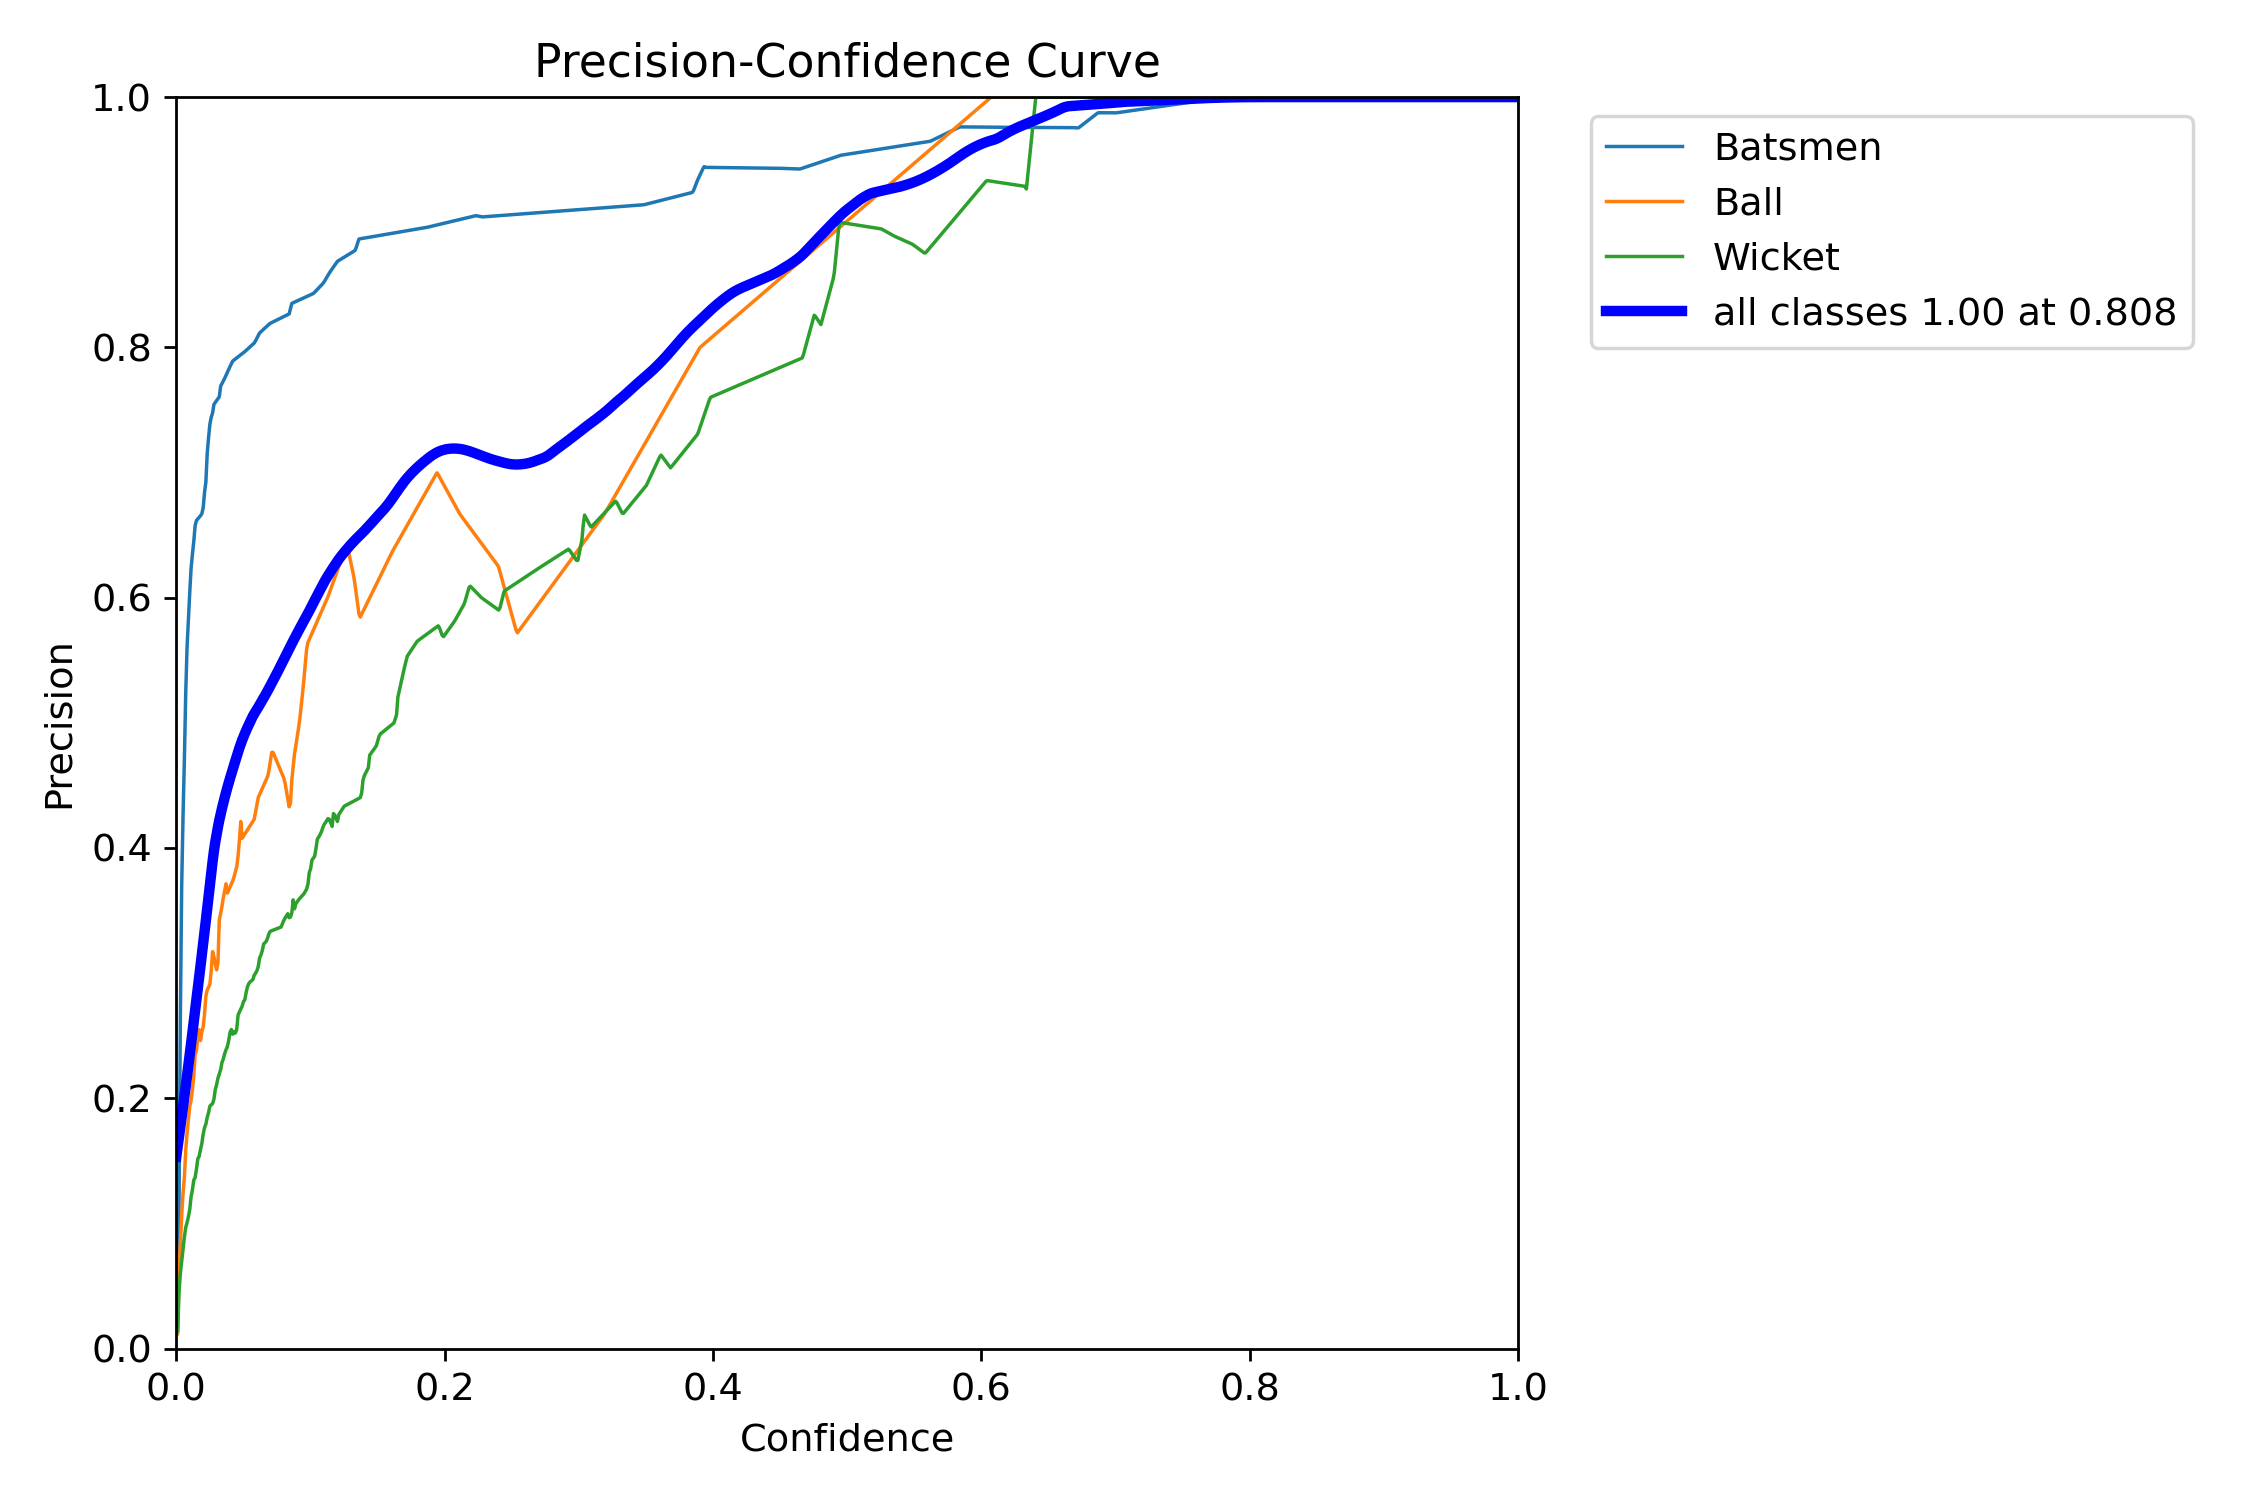 Precision-Confidence Curve
1.0
0.8
0.6
0.4
0.2
0.0
Precision
0.0 0.2 0.4 0.6 0.8 1.0
Confidence
Batsmen
Ball
Wicket
all classes 1.00 at 0.808